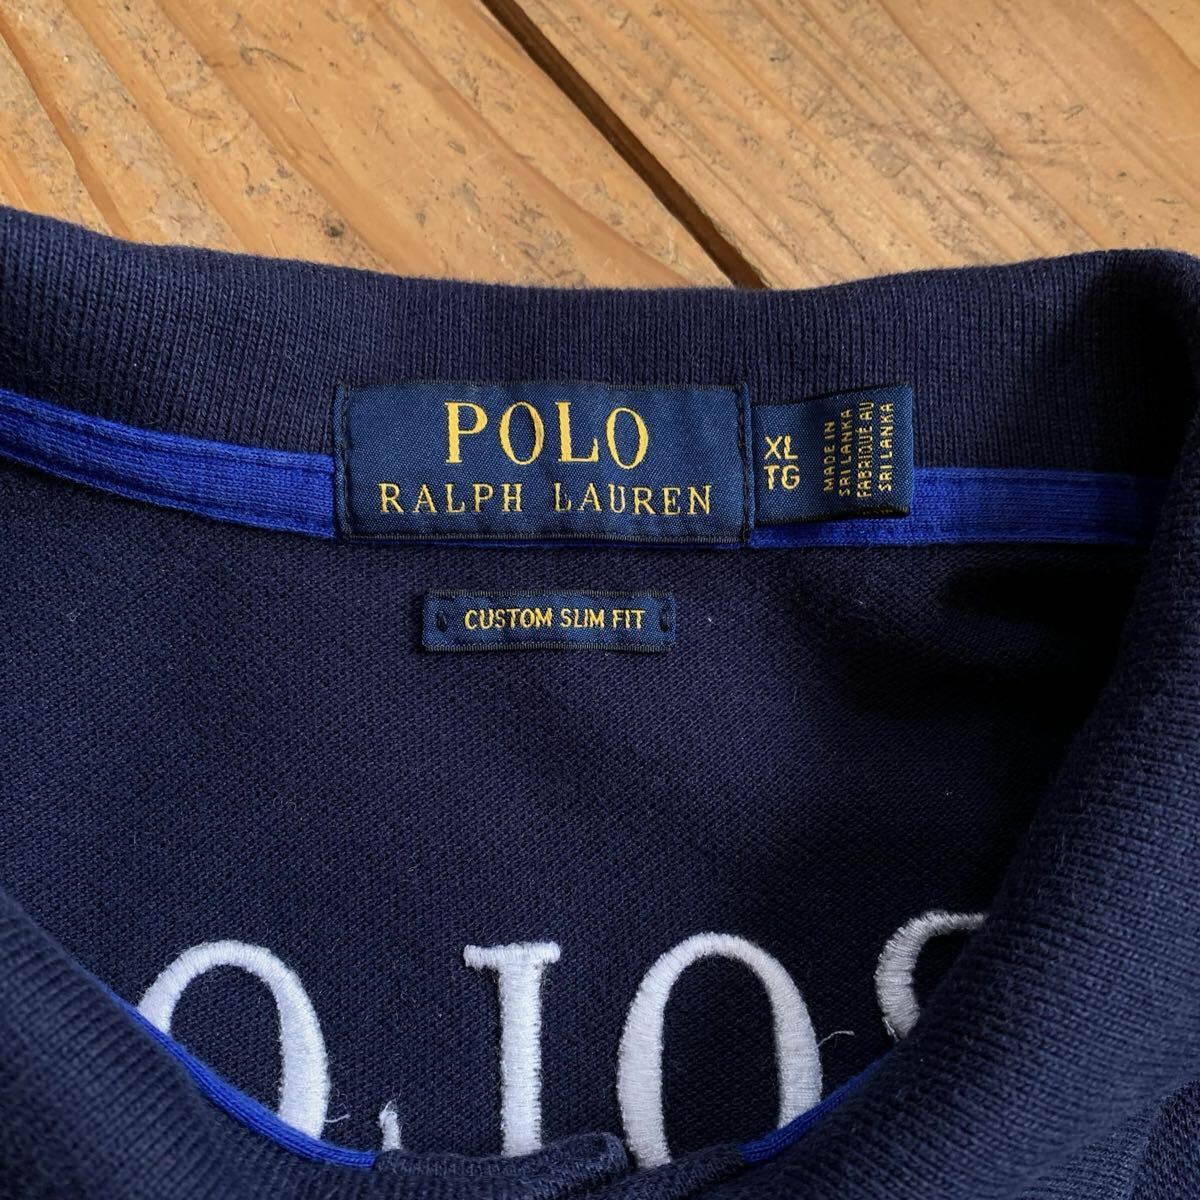 POLO
RALPH LAUREN
XL
TG
MADE IN
SRI LANKA
FABRIQUÉ AU
SRI LANKA
CUSTOM SLIM FIT